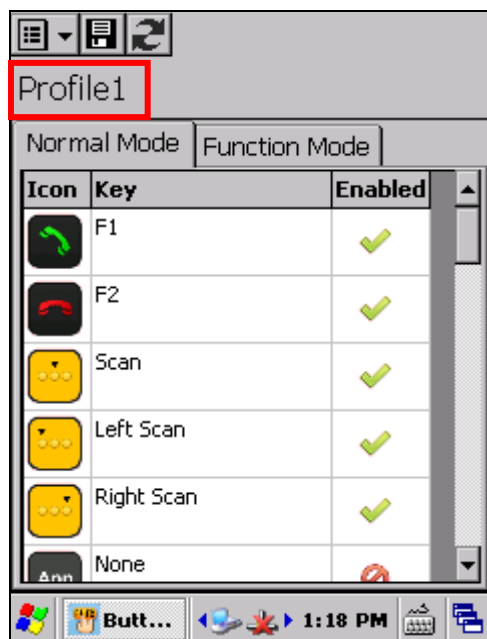 Profile1
Normal Mode Function Mode
Icon Key Enabled
F1
F2
Scan
Left Scan
Right Scan
App None
Butt... 1:18 PM